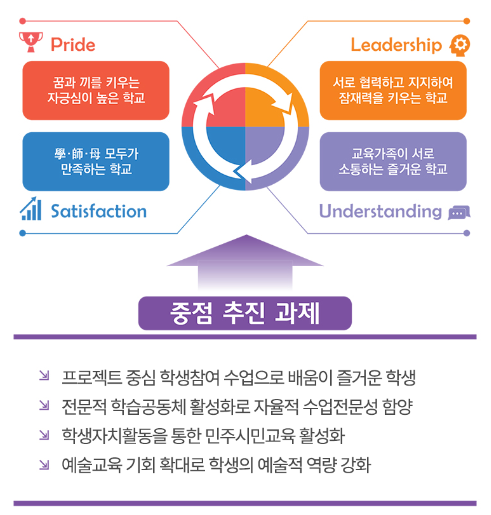 Pride
Leadership
꿈과 끼를 키우는
자긍심이 높은 학교
서로 협력하고 지지하여
잠재력을 키우는 학교
學·師·母 모두가
만족하는 학교
교육가족이 서로
소통하는 즐거운 학교
Satisfaction
Understanding
중점 추진 과제
프로젝트 중심 학생참여 수업으로 배움이 즐거운 학생
전문적 학습공동체 활성화로 자율적 수업전문성 함양
학생자치활동을 통한 민주시민교육 활성화
예술교육 기회 확대로 학생의 예술적 역량 강화